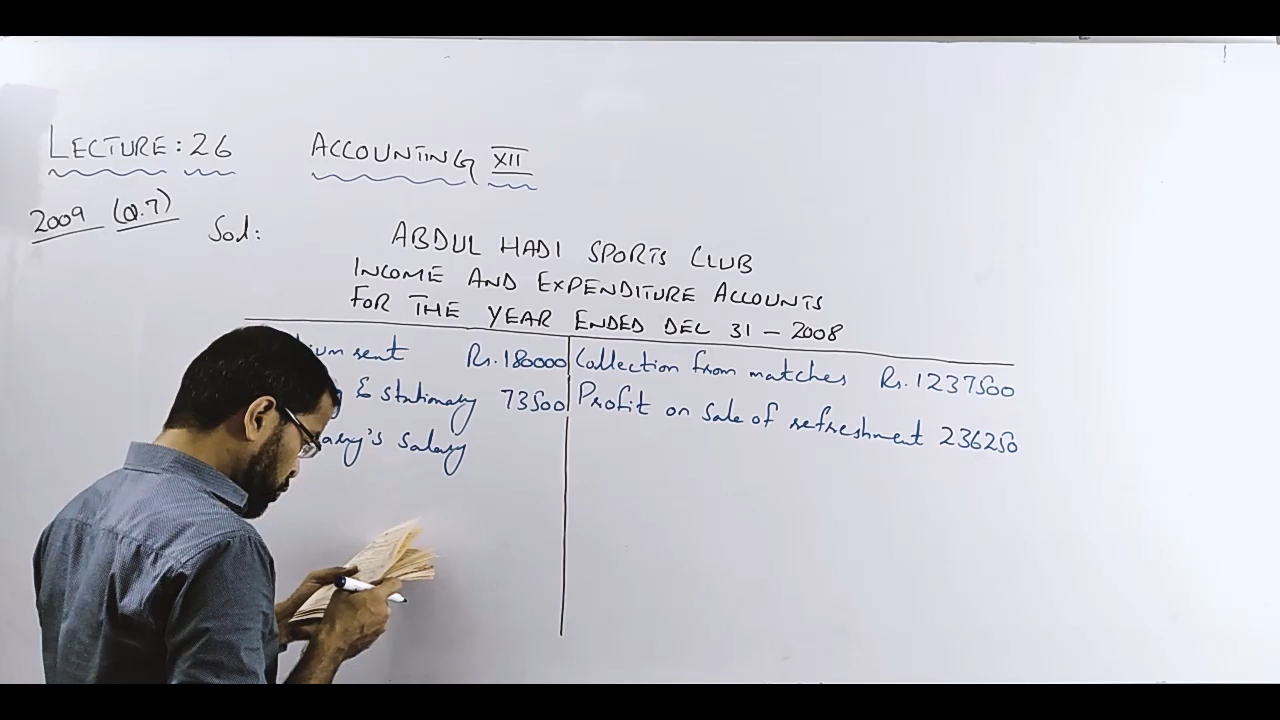 LECTURE: 26 ACCOUNTING XII
2009 (Q.7) Sol:
ABDUL HADI SPORTS CLUB
INCOME AND EXPENDITURE ACCOUNTS
FOR THE YEAR ENDED DEC 31 - 2008
rent Rs. 180000 Collection from matches Rs. 1237500
& stationary 73500 Profit on sale of refreshment 236250
salary